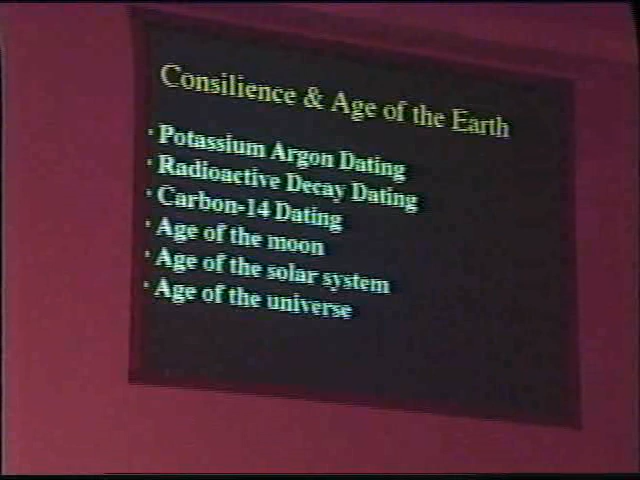 Consilience & Age of the Earth
· Potassium Argon Dating
· Radioactive Decay Dating
· Carbon-14 Dating
· Age of the moon
· Age of the solar system
· Age of the universe